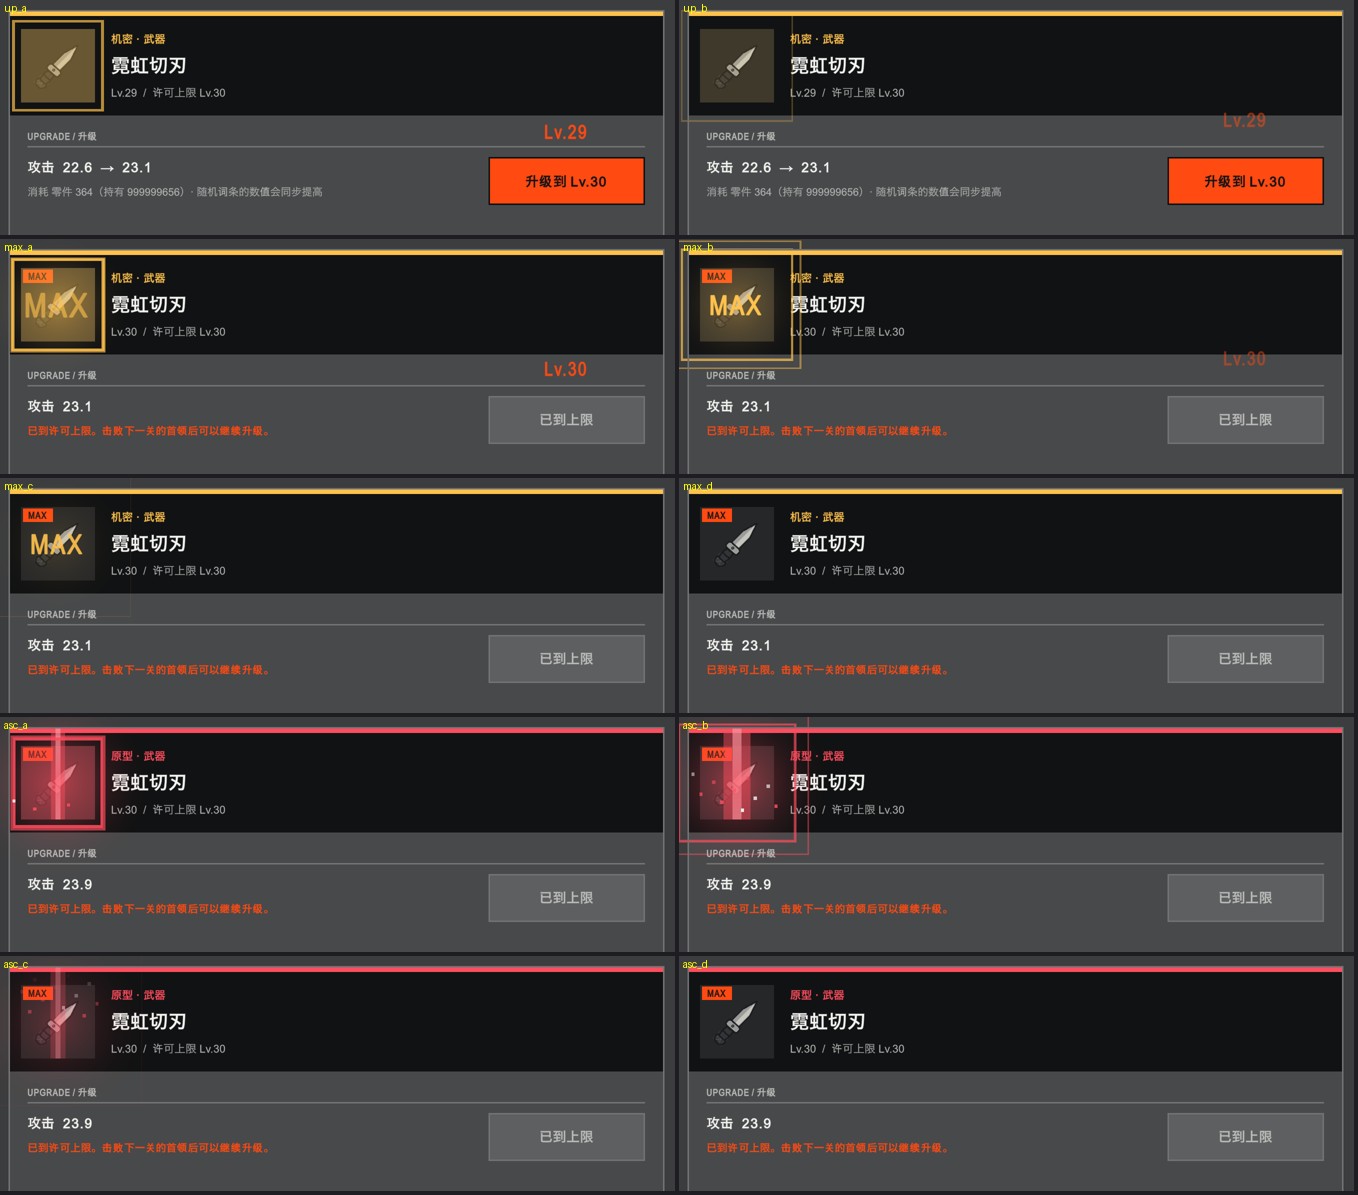 up_a
机密 · 武器
霓虹切刃
Lv.29 / 许可上限 Lv.30
UPGRADE / 升级
Lv.29
攻击 22.6 → 23.1
消耗 零件 364（持有 999999656）· 随机词条的数值会同步提高
升级到 Lv.30
up_b
机密 · 武器
霓虹切刃
Lv.29 / 许可上限 Lv.30
UPGRADE / 升级
Lv.29
攻击 22.6 → 23.1
消耗 零件 364（持有 999999656）· 随机词条的数值会同步提高
升级到 Lv.30
max_a
MAX
MAX
机密 · 武器
霓虹切刃
Lv.30 / 许可上限 Lv.30
UPGRADE / 升级
Lv.30
攻击 23.1
已到许可上限。击败下一关的首领后可以继续升级。
已到上限
max_b
MAX
MAX
机密 · 武器
霓虹切刃
Lv.30 / 许可上限 Lv.30
UPGRADE / 升级
Lv.30
攻击 23.1
已到许可上限。击败下一关的首领后可以继续升级。
已到上限
max_c
MAX
MAX
机密 · 武器
霓虹切刃
Lv.30 / 许可上限 Lv.30
UPGRADE / 升级
攻击 23.1
已到许可上限。击败下一关的首领后可以继续升级。
已到上限
max_d
MAX
机密 · 武器
霓虹切刃
Lv.30 / 许可上限 Lv.30
UPGRADE / 升级
攻击 23.1
已到许可上限。击败下一关的首领后可以继续升级。
已到上限
asc_a
MAX
原型 · 武器
霓虹切刃
Lv.30 / 许可上限 Lv.30
UPGRADE / 升级
攻击 23.9
已到许可上限。击败下一关的首领后可以继续升级。
已到上限
asc_b
MAX
原型 · 武器
霓虹切刃
Lv.30 / 许可上限 Lv.30
UPGRADE / 升级
攻击 23.9
已到许可上限。击败下一关的首领后可以继续升级。
已到上限
asc_c
MAX
原型 · 武器
霓虹切刃
Lv.30 / 许可上限 Lv.30
UPGRADE / 升级
攻击 23.9
已到许可上限。击败下一关的首领后可以继续升级。
已到上限
asc_d
MAX
原型 · 武器
霓虹切刃
Lv.30 / 许可上限 Lv.30
UPGRADE / 升级
攻击 23.9
已到许可上限。击败下一关的首领后可以继续升级。
已到上限